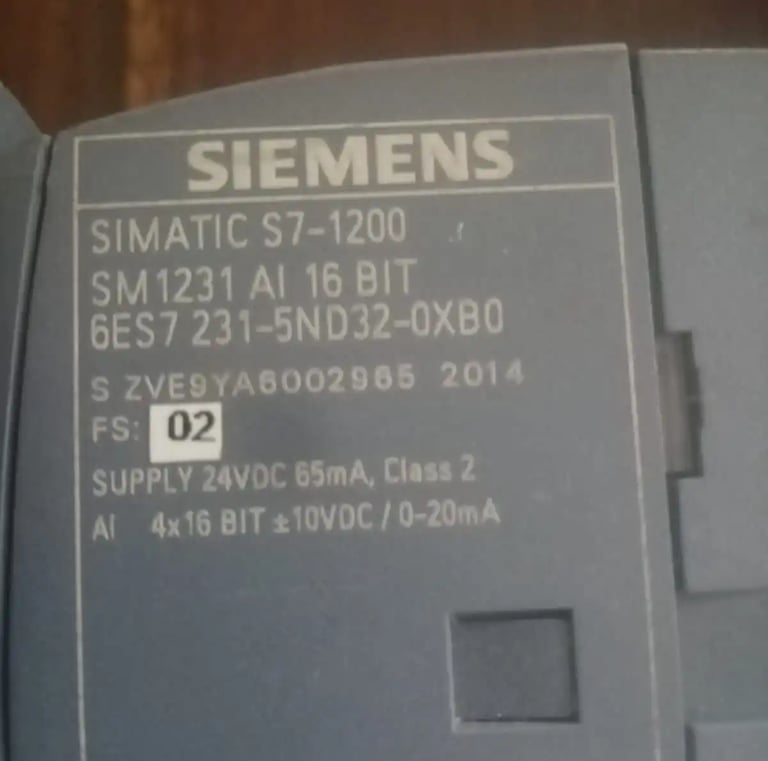 SIEMENS
SIMATIC S7-1200
SM1231 AI 16 BIT
6ES7 231-5ND32-0XB0
S ZVE9YA6002965 2014
FS: 02
SUPPLY 24VDC 65mA, Class 2
AI 4x16 BIT ±10VDC / 0-20mA